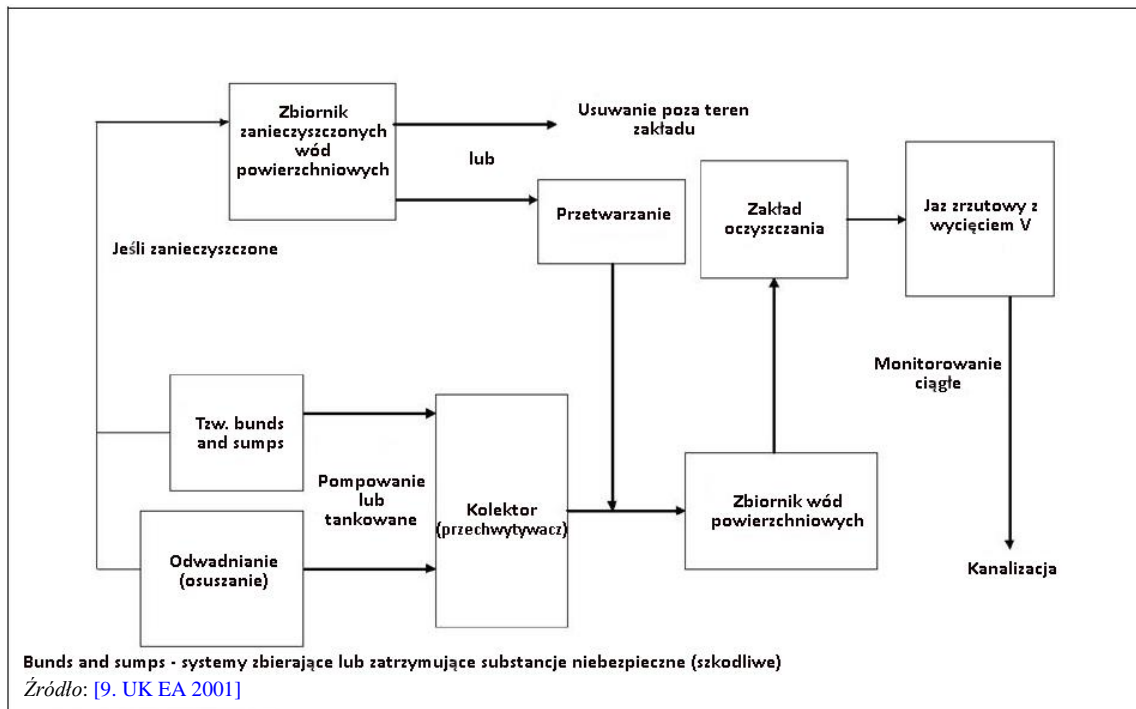 Zbiornik
zanieczyszczonych
wód
powierzchniowych
Usuwanie poza teren
zakładu
lub
Przetwarzanie
Zakład
oczyszczania
Jaz zrzutowy z
wycięciem V
Jeśli zanieczyszczone
Monitorowanie
ciągłe
Tzw. bunds
and sumps
Pompowanie
lub
tankowane
Kolektor
(przechwytywacz)
Zbiornik wód
powierzchniowych
Odwadnianie
(osuszanie)
Kanalizacja
Bunds and sumps - systemy zbierające lub zatrzymujące substancje niebezpieczne (szkodliwe)
Źródło: [9. UK EA 2001]